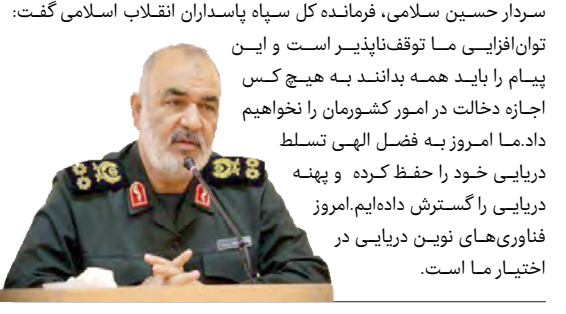 سردار حسین سلامی، فرمانده کل سپاه پاسداران انقلاب اسلامی گفت:
توان‌افزایی ما توقف‌ناپذیر است و این
پیام را باید همه بدانند به هیچ کس
اجازه دخالت در امور کشورمان را نخواهیم
داد.ما امروز به فضل الهی تسلط
دریایی خود را حفظ کرده و پهنه
دریایی را گسترش داده‌ایم.امروز
فناوری‌های نوین دریایی در
اختیار ما است.